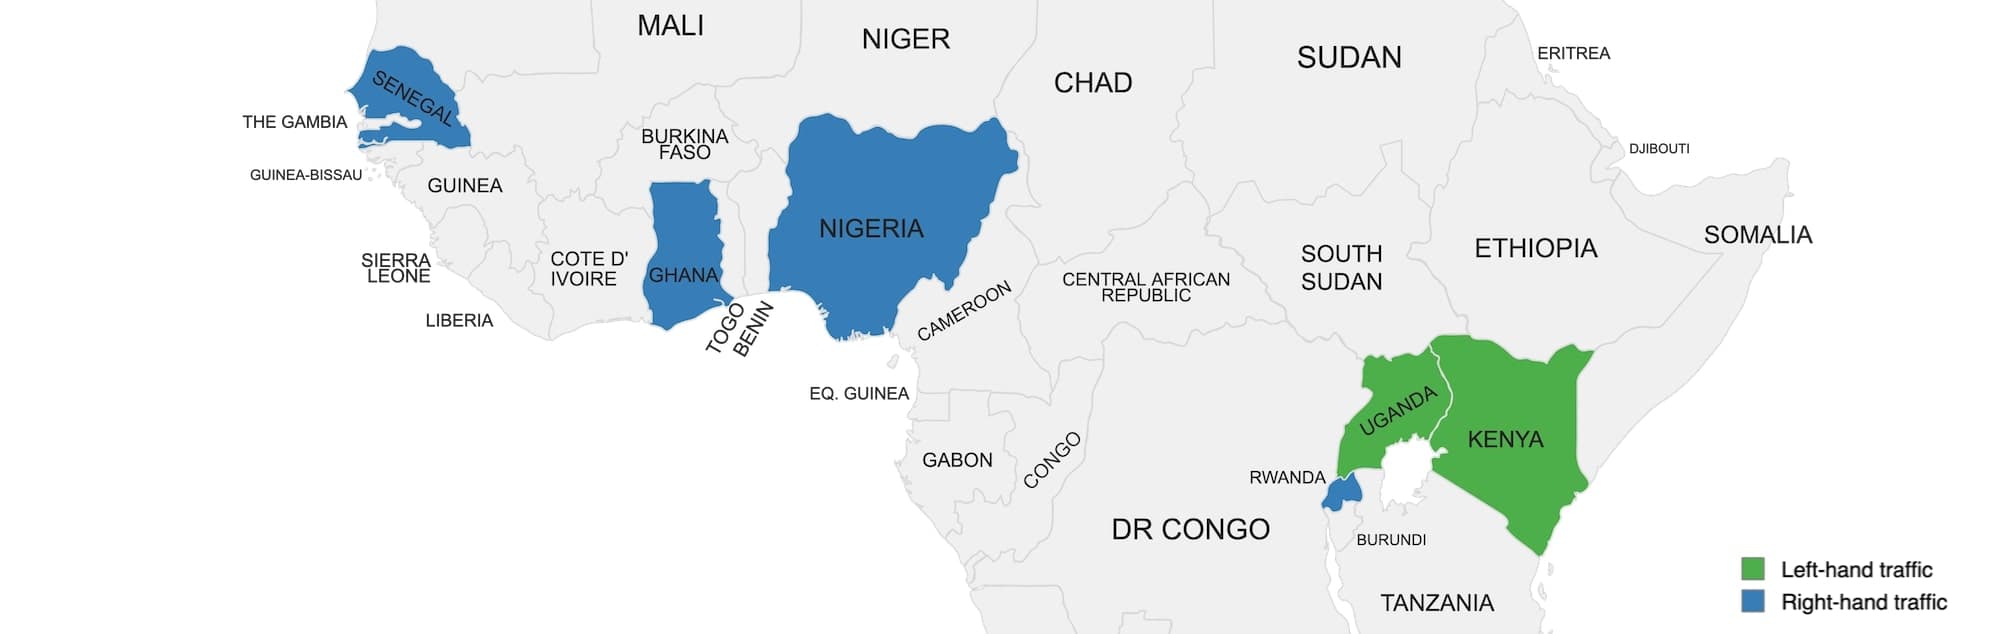 MALI
NIGER
CHAD
SUDAN
ERITREA
SENEGAL
THE GAMBIA
BURKINA
FASO
DJIBOUTI
GUINEA-BISSAU
GUINEA
NIGERIA
SOMALIA
ETHIOPIA
SIERRA
LEONE
COTE D'
IVOIRE
GHANA
CENTRAL AFRICAN
REPUBLIC
SOUTH
SUDAN
LIBERIA
TOGO
BENIN
CAMEROON
EQ. GUINEA
UGANDA
KENYA
GABON
CONGO
RWANDA
DR CONGO
BURUNDI
TANZANIA
Left-hand traffic
Right-hand traffic